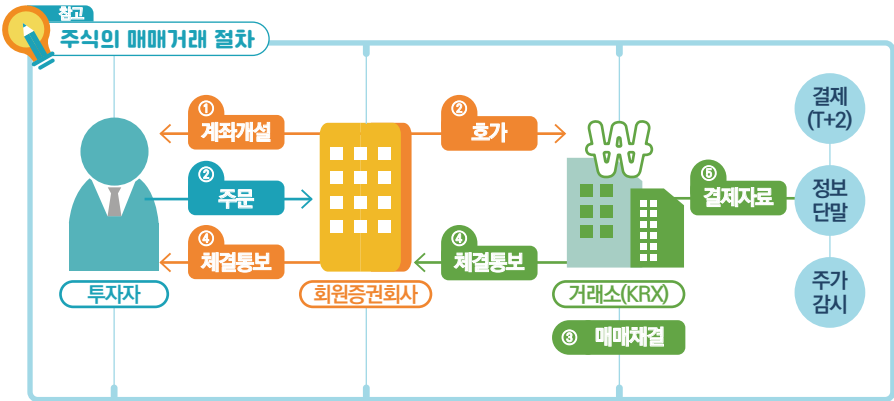 참고
주식의 매매거래 절차
① 계좌개설
② 호가
② 주문
④ 체결통보
④ 체결통보
⑤ 결제자료
결제
(T+2)
정보
단말
주가
감시
투자자
회원증권회사
거래소(KRX)
③ 매매체결